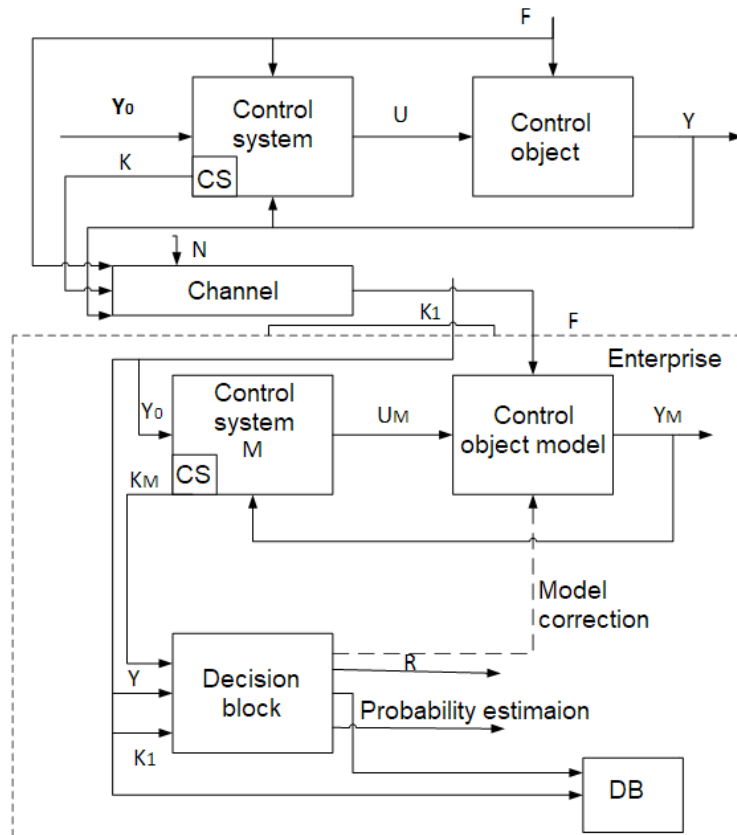 F
Y0
Control
system
U
Control
object
Y
K
CS
N
Channel
K1
F
Enterprise
Control
system
M
Y0
UM
Control
object model
YM
KM
CS
Model
correction
R
Y
Decision
block
Probability estimaion
K1
DB